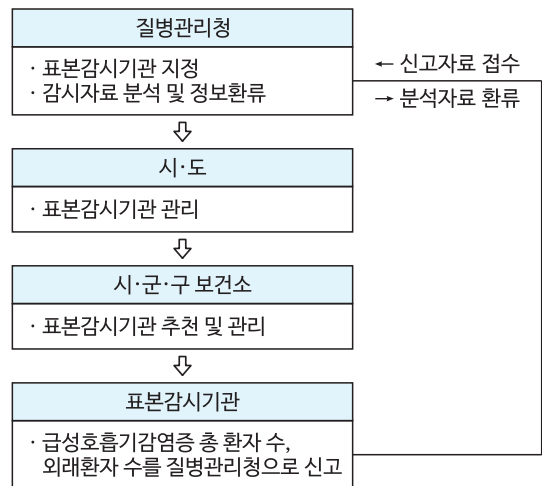 질병관리청
· 표본감시기관 지정
· 감시자료 분석 및 정보환류
← 신고자료 접수
→ 분석자료 환류
시·도
· 표본감시기관 관리
시·군·구 보건소
· 표본감시기관 추천 및 관리
표본감시기관
· 급성호흡기감염증 총 환자 수,
외래환자 수를 질병관리청으로 신고